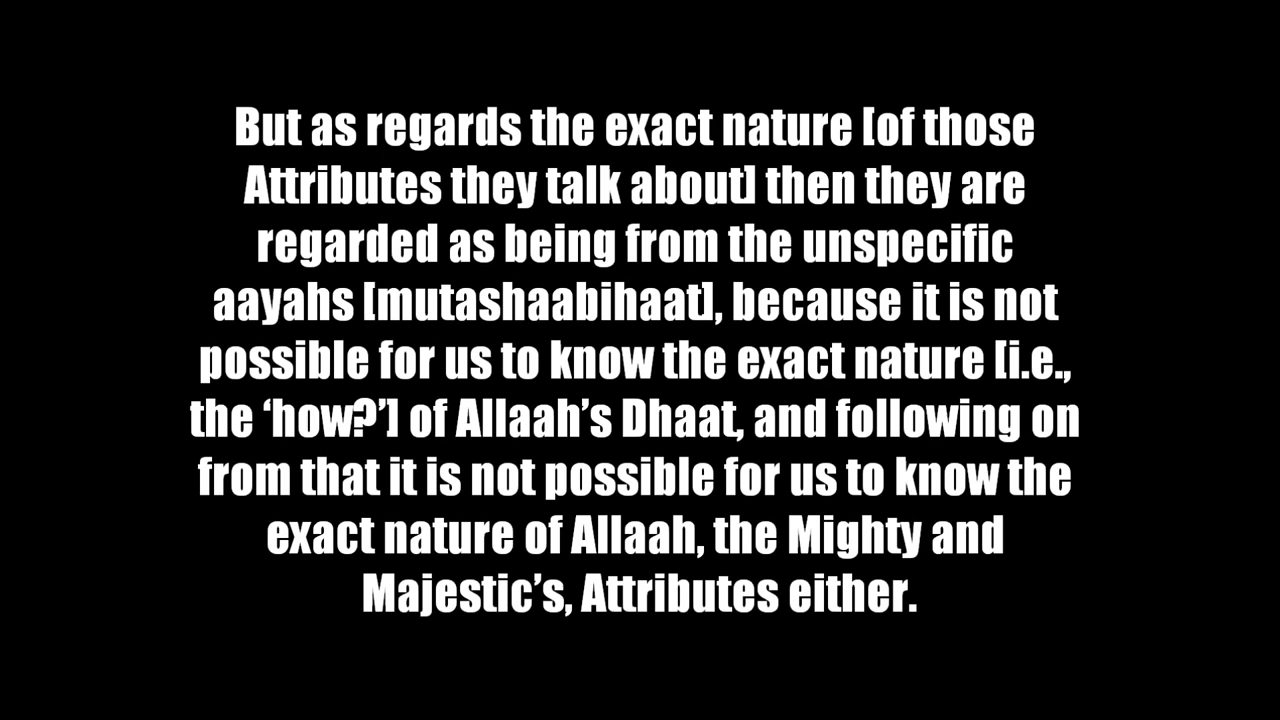 But as regards the exact nature [of those
Attributes they talk about] then they are
regarded as being from the unspecific
aayahs [mutashaabihaat], because it is not
possible for us to know the exact nature [i.e.,
the ‘how?’] of Allaah’s Dhaat, and following on
from that it is not possible for us to know the
exact nature of Allaah, the Mighty and
Majestic’s, Attributes either.